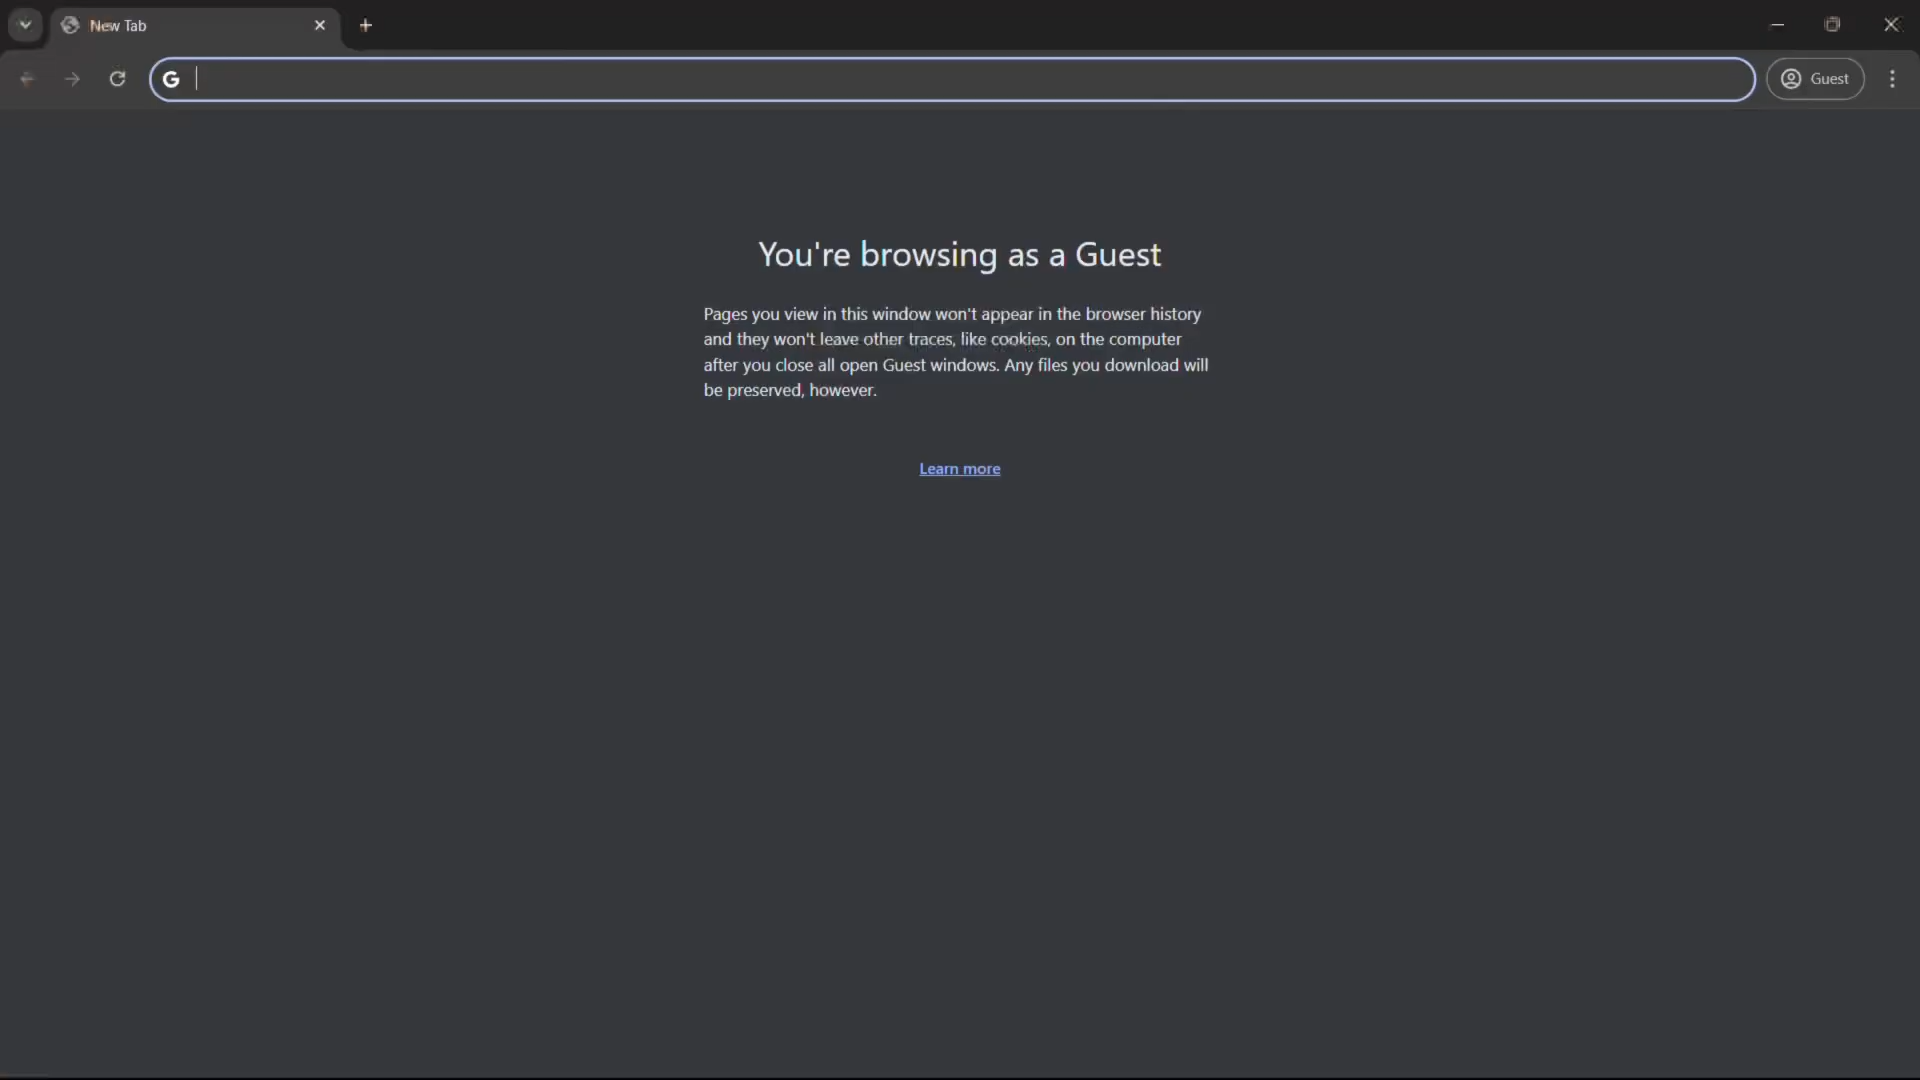 New Tab
Guest
You're browsing as a Guest
Pages you view in this window won't appear in the browser history
and they won't leave other traces, like cookies, on the computer
after you close all open Guest windows. Any files you download will
be preserved, however.
Learn more